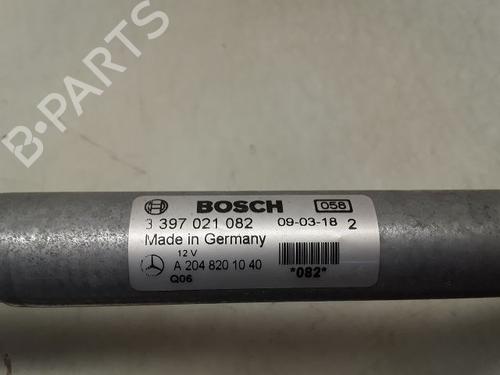 B-PARTS
BOSCH 058
3 397 021 082 09-03-18 2
Made in Germany
12 V
A 204 820 10 40 *082*
Q06